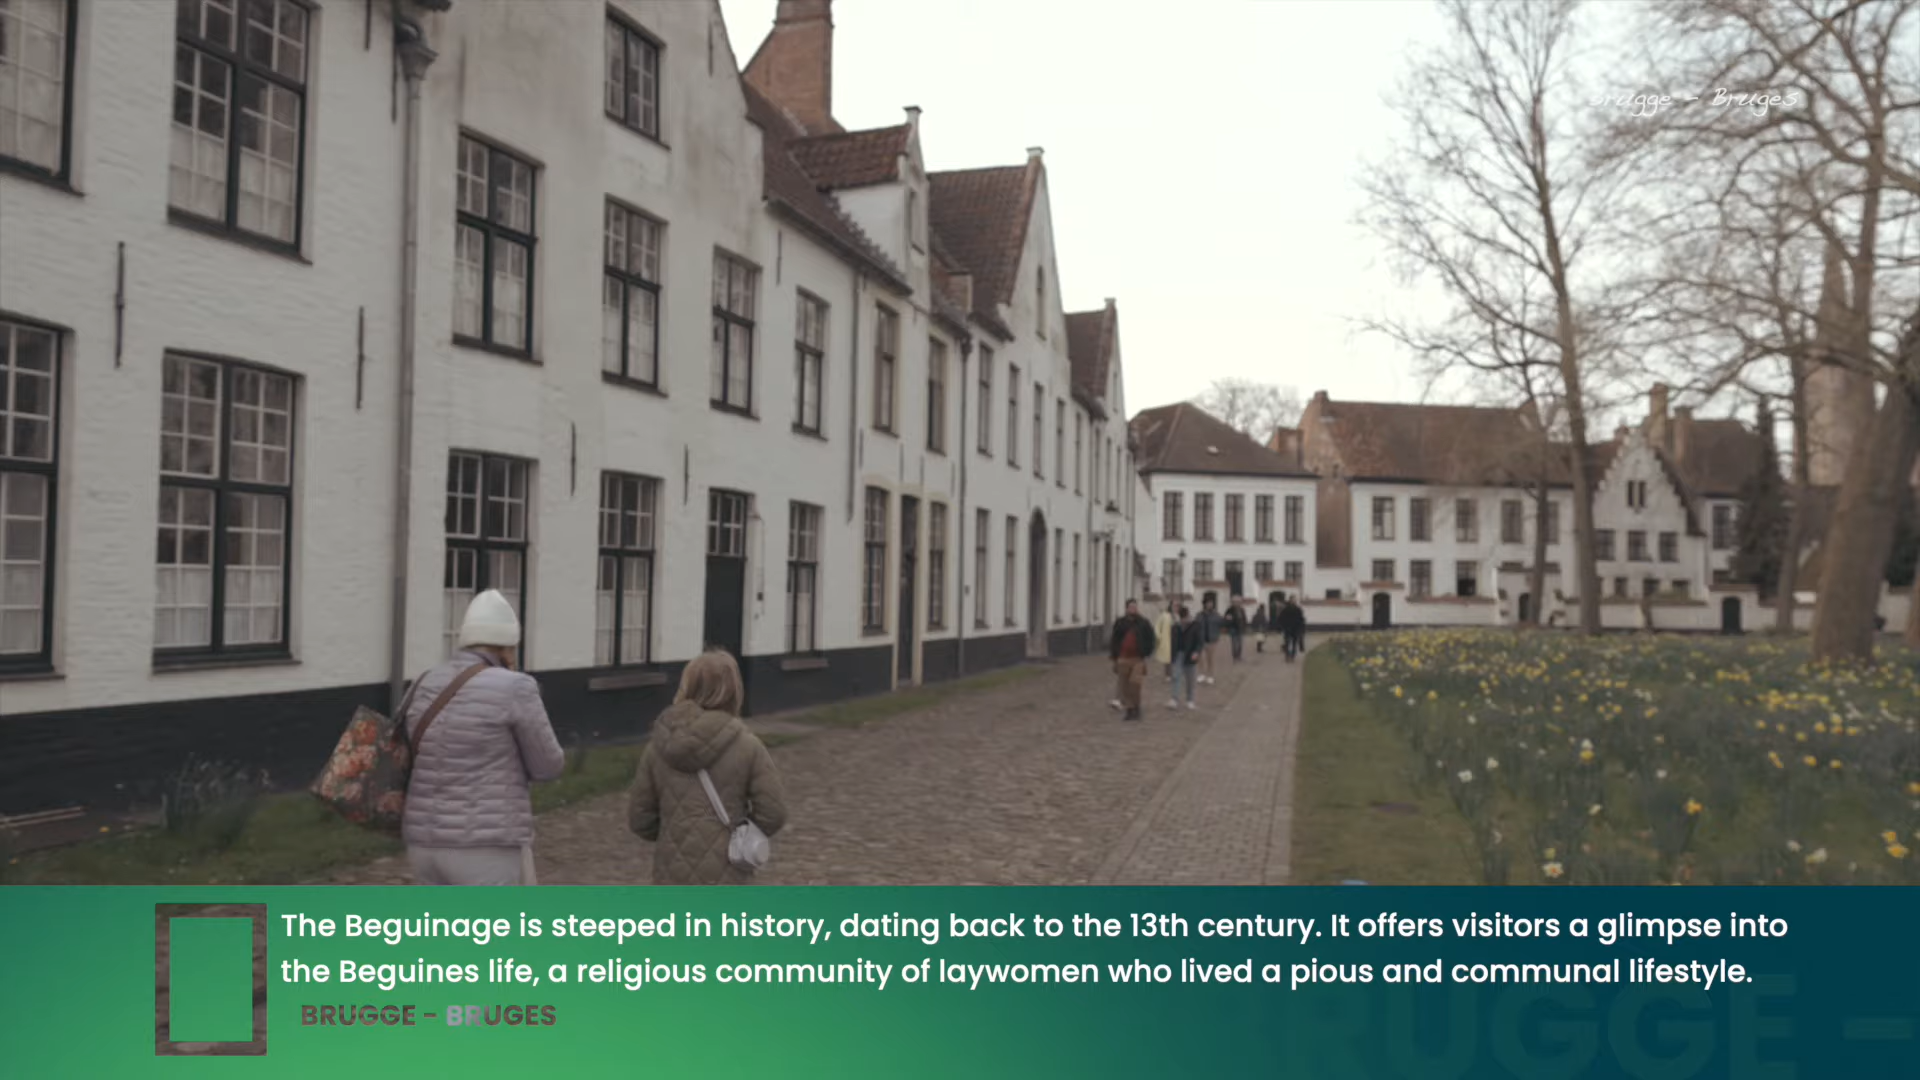 Brugge - Bruges
The Beguinage is steeped in history, dating back to the 13th century. It offers visitors a glimpse into
the Beguines life, a religious community of laywomen who lived a pious and communal lifestyle.
BRUGGE - BRUGES
RUGGE -